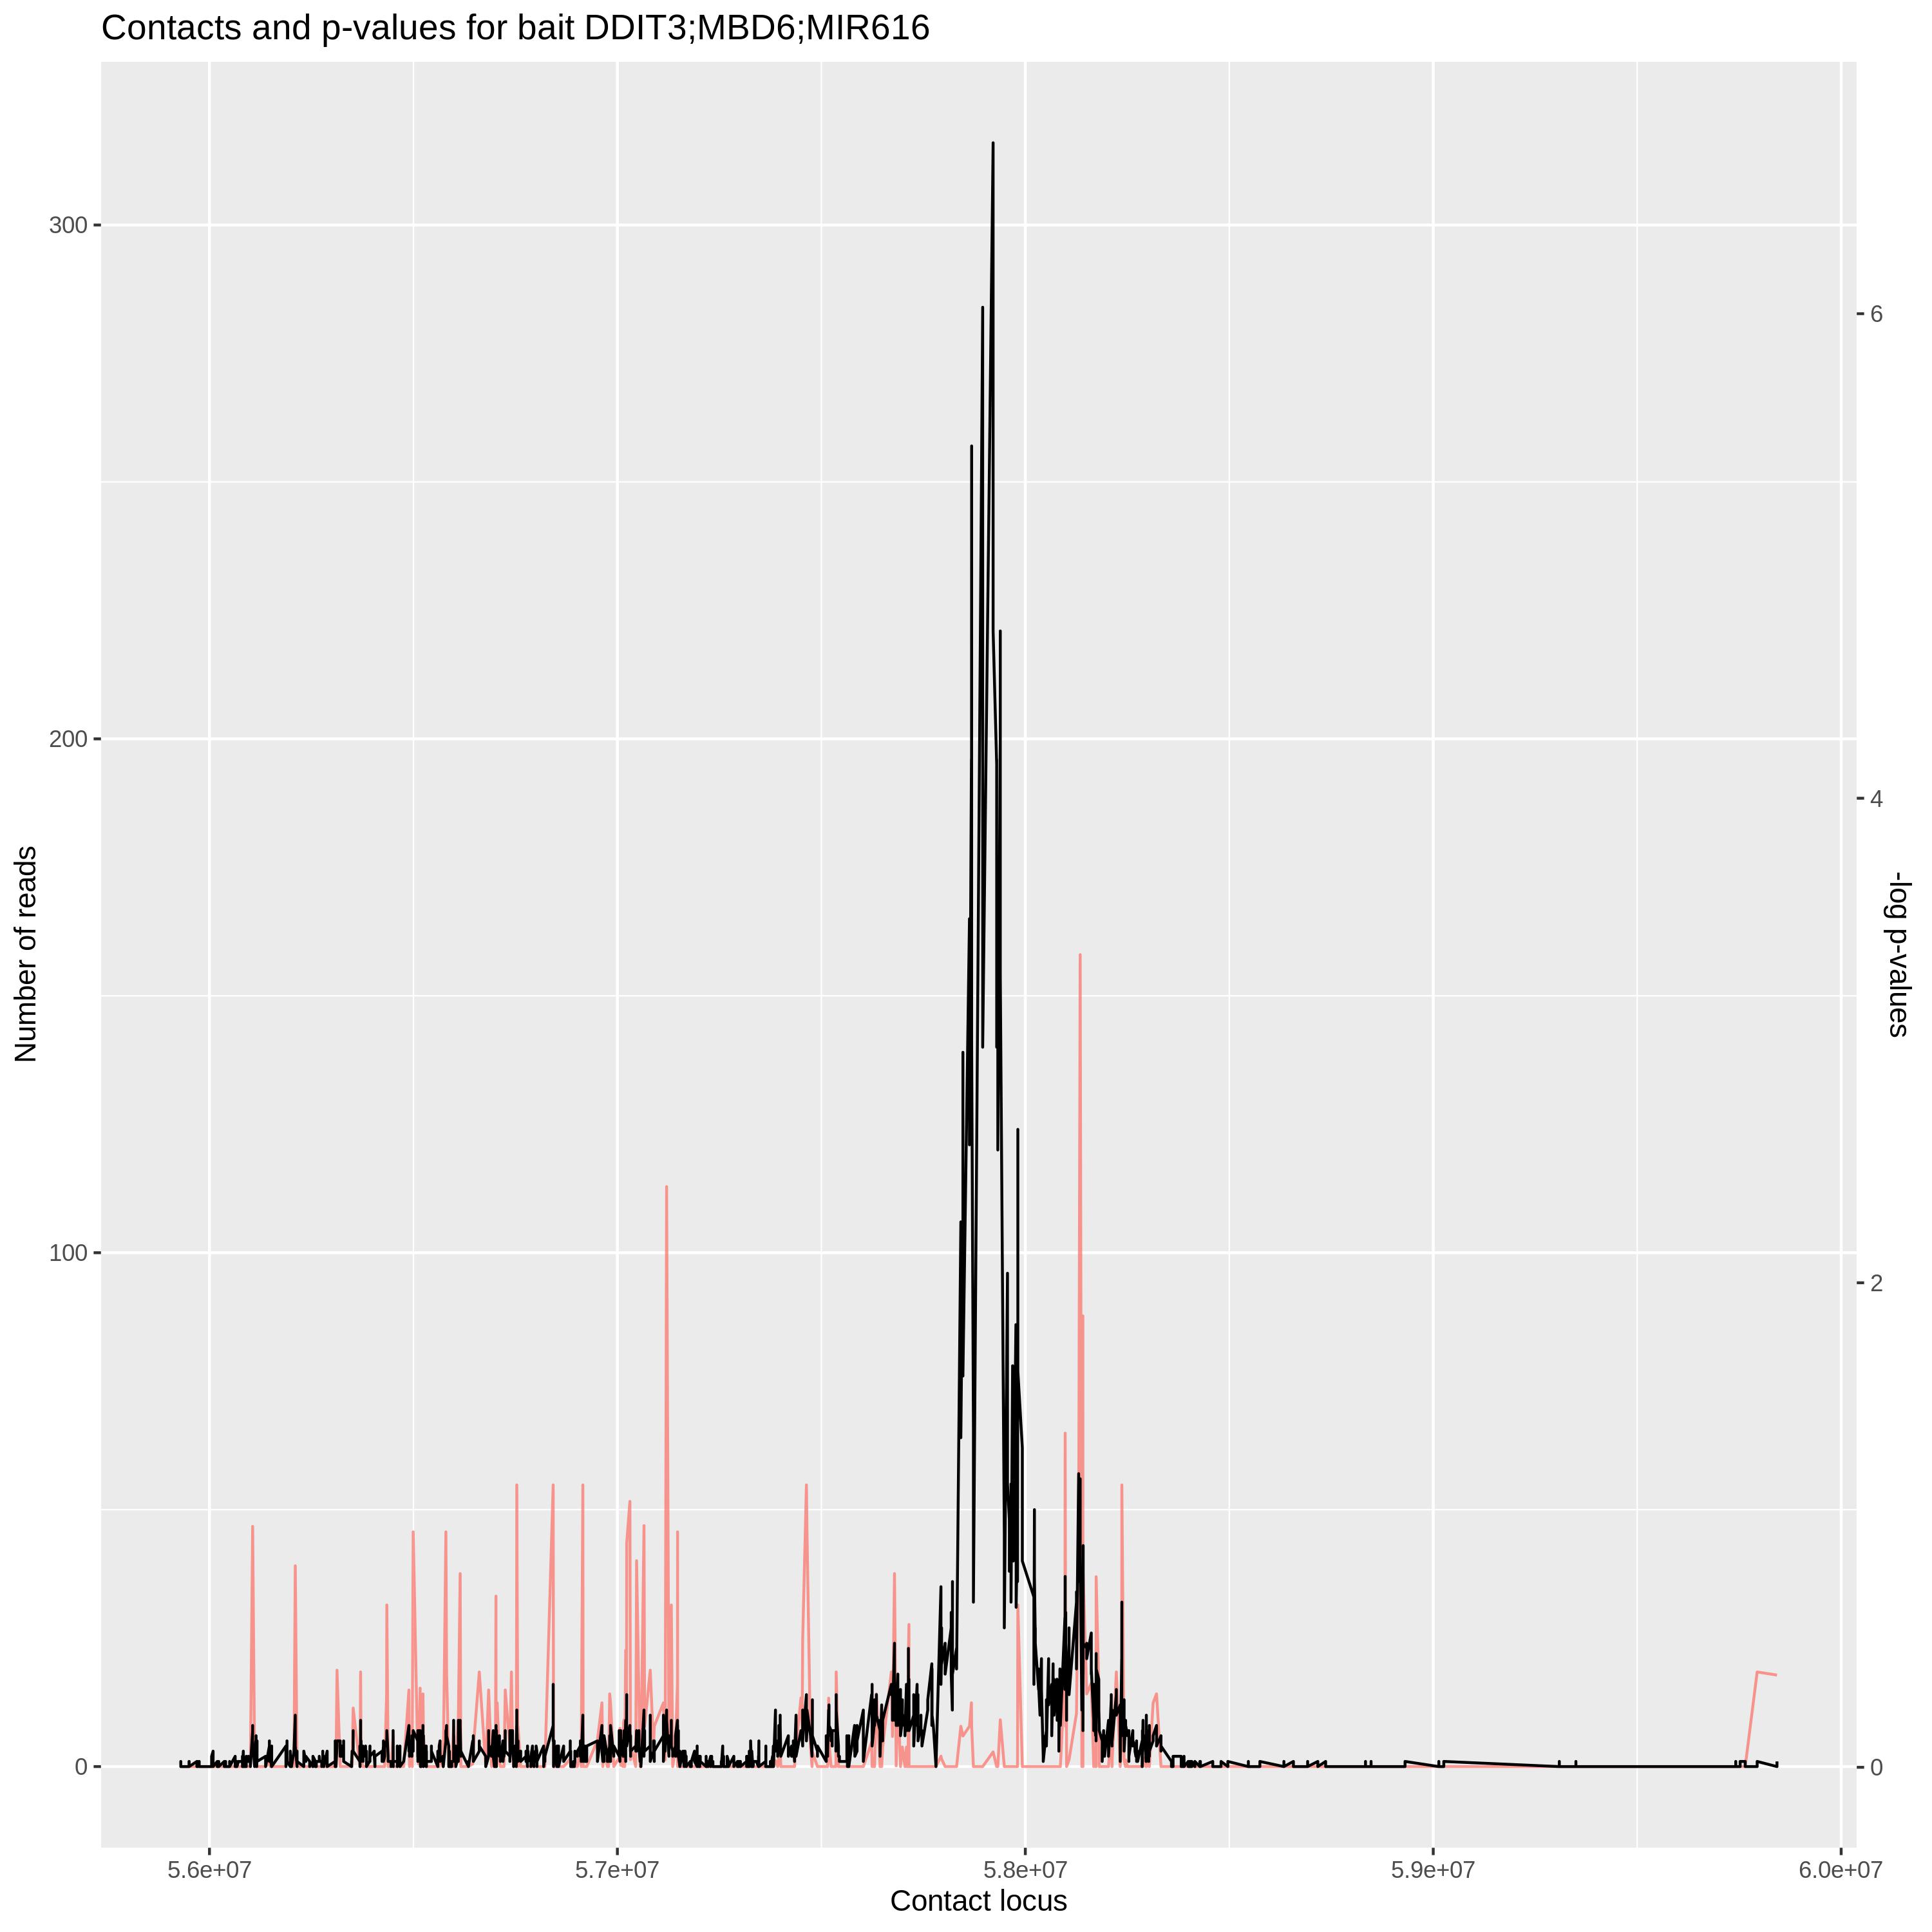 Contacts and p-values for bait DDIT3;MBD6;MIR616
300
200
100
0
Number of reads
6
4
2
0
-log p-values
5.6e+07
5.7e+07
5.8e+07
5.9e+07
6.0e+07
Contact locus